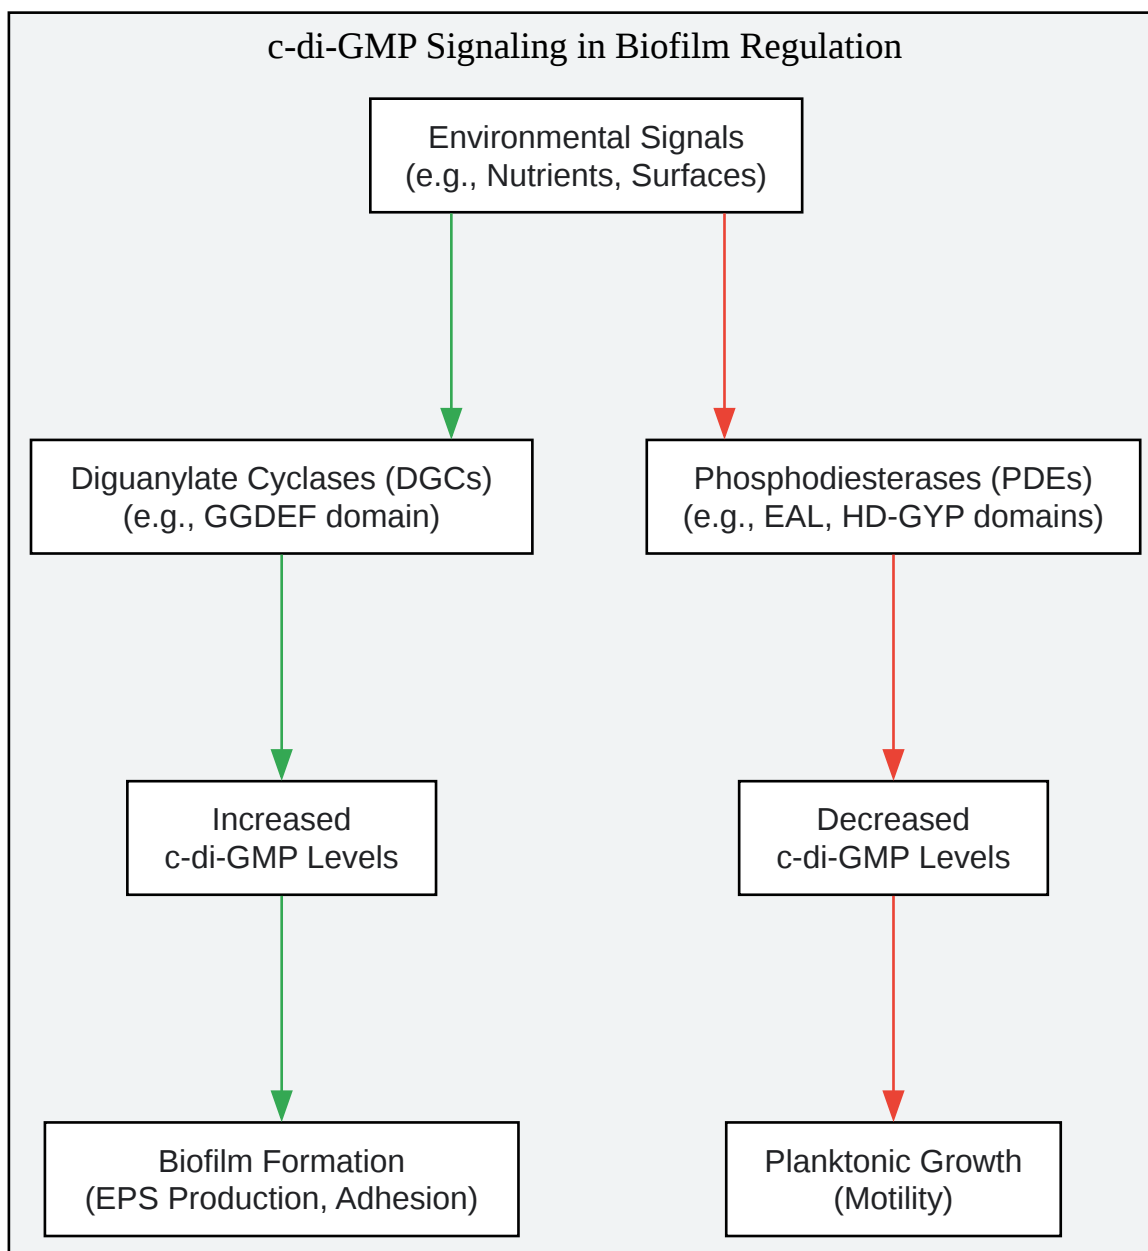 c-di-GMP Signaling in Biofilm Regulation
Environmental Signals
(e.g., Nutrients, Surfaces)
Diguanylate Cyclases (DGCs)
(e.g., GGDEF domain)
Phosphodiesterases (PDEs)
(e.g., EAL, HD-GYP domains)
Increased
c-di-GMP Levels
Decreased
c-di-GMP Levels
Biofilm Formation
(EPS Production, Adhesion)
Planktonic Growth
(Motility)